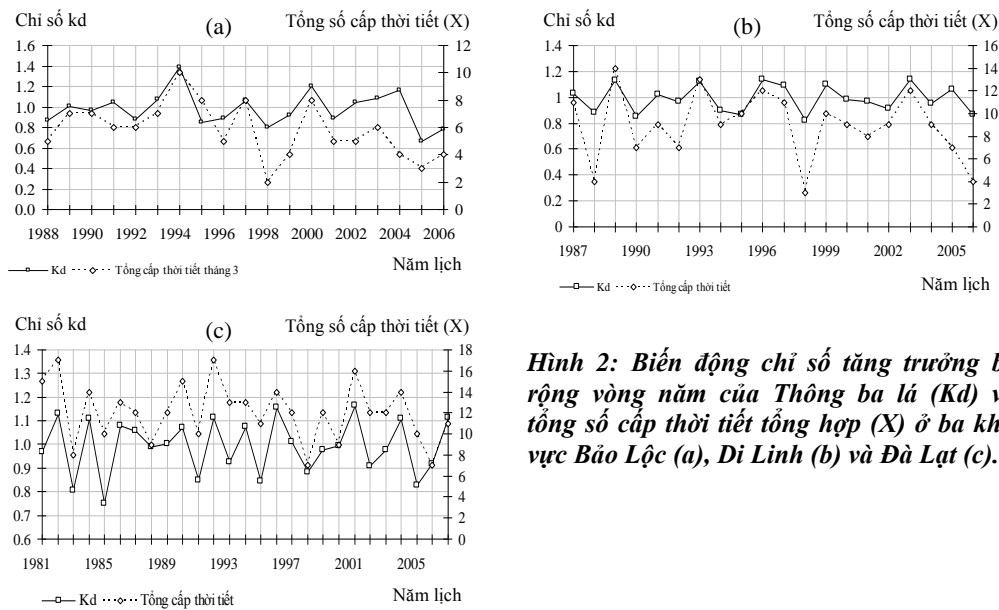 Chỉ số kd
(a)
Tổng số cấp thời tiết (X)
1.6
1.4
1.2
1.0
0.8
0.6
0.4
0.2
0.0
12
10
8
6
4
2
0
1988 1990 1992 1994 1996 1998 2000 2002 2004 2006
Năm lịch
Kd Tổng cấp thời tiết tháng 3
Chỉ số kd
(b)
Tổng số cấp thời tiết (X)
1.4
1.2
1
0.8
0.6
0.4
0.2
0
16
14
12
10
8
6
4
2
0
1987 1990 1993 1996 1999 2002 2005
Năm lịch
Kd Tổng cấp thời tiết
Chỉ số kd
(c)
Tổng số cấp thời tiết (X)
1.4
1.3
1.2
1.1
1.0
0.9
0.8
0.7
0.6
18
16
14
12
10
8
6
4
2
0
1981 1985 1989 1993 1997 2001 2005
Năm lịch
Kd Tổng cấp thời tiết
Hình 2: Biến động chỉ số tăng trưởng b
rộng vòng năm của Thông ba lá (Kd) v
tổng số cấp thời tiết tổng hợp (X) ở ba kh
vực Bảo Lộc (a), Di Linh (b) và Đà Lạt (c).